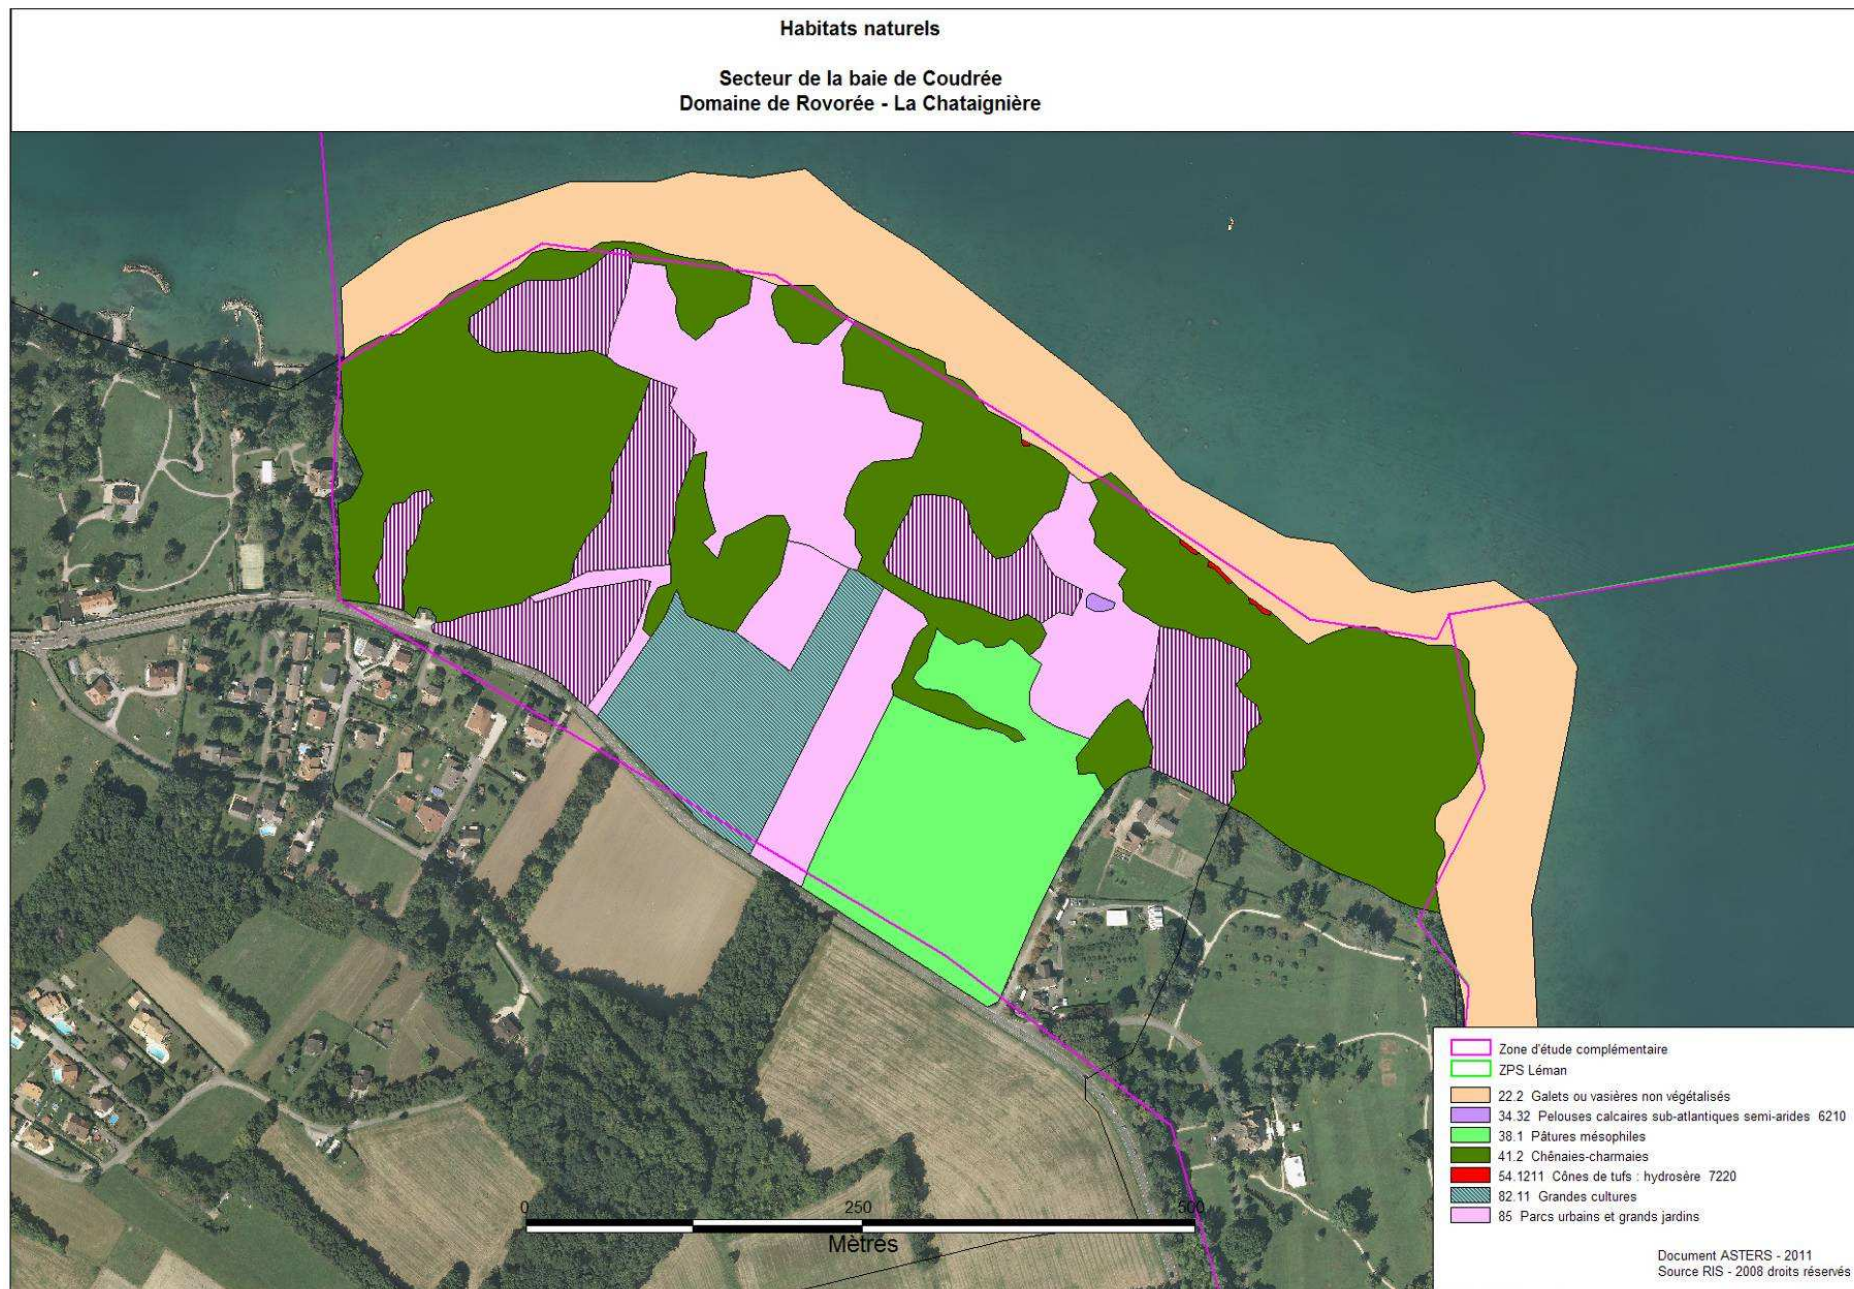 Habitats naturels
Secteur de la baie de Coudrée
Domaine de Rovorée - La Chataignière
Zone d'étude complémentaire
ZPS Léman
22.2 Galets ou vasières non végétalisés
34.32 Pelouses calcaires sub-atlantiques semi-arides 6210
38.1 Pâtures mésophiles
41.2 Chênaies-charmaies
54.1211 Cônes de tufs : hydrosère 7220
82.11 Grandes cultures
85 Parcs urbains et grands jardins
0 250 500
Mètres
Document ASTERS - 2011
Source RIS - 2008 droits réservés